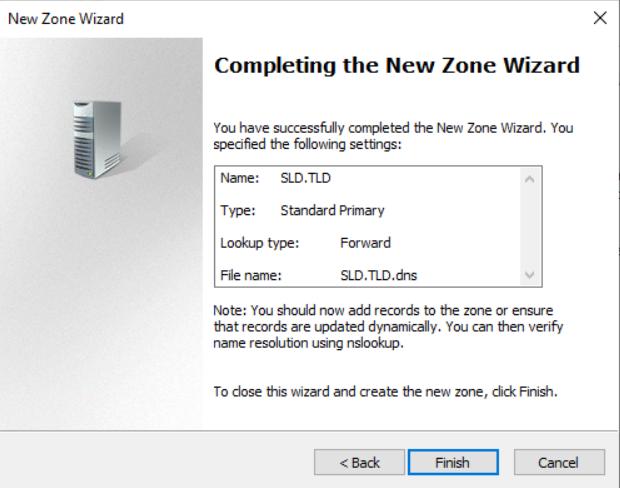 New Zone Wizard
Completing the New Zone Wizard
You have successfully completed the New Zone Wizard. You
specified the following settings:
Name: SLD.TLD
Type: Standard Primary
Lookup type: Forward
File name: SLD.TLD.dns
Note: You should now add records to the zone or ensure
that records are updated dynamically. You can then verify
name resolution using nslookup.
To close this wizard and create the new zone, click Finish.
< Back Finish Cancel